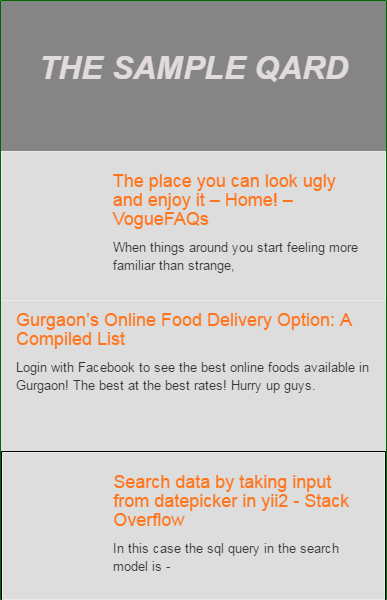 THE SAMPLE QARD
The place you can look ugly
and enjoy it – Home! –
VogueFAQs
When things around you start feeling more
familiar than strange,
Gurgaon’s Online Food Delivery Option: A
Compiled List
Login with Facebook to see the best online foods available in
Gurgaon! The best at the best rates! Hurry up guys.
Search data by taking input
from datepicker in yii2 - Stack
Overflow
In this case the sql query in the search
model is -